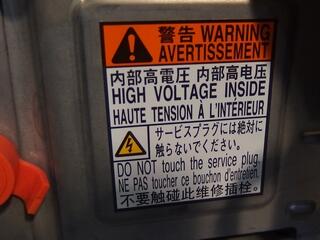 警告 WARNING
AVERTISSEMENT
内部高電圧 内部高电压
HIGH VOLTAGE INSIDE
HAUTE TENSION À L'INTÉRIEUR
サービスプラグには絶対に
触らないでください。
DO NOT touch the service plug.
NE PAS toucher ce bouchon d'entretien.
不要触碰此维修插栓。